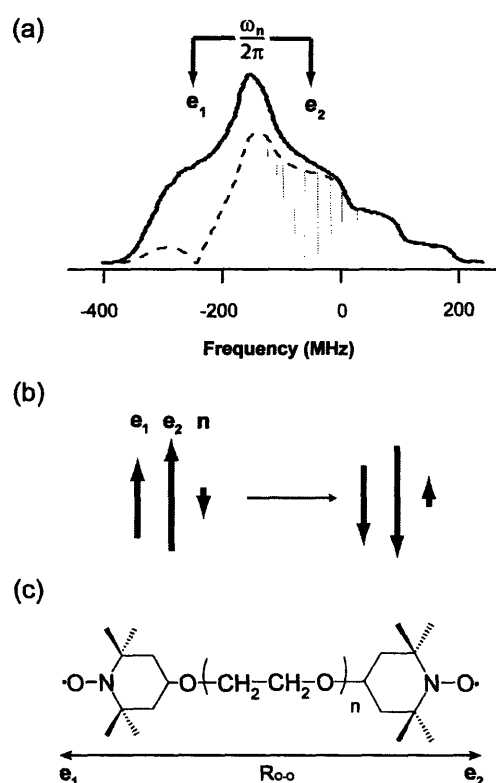 (a)
ωn
2π
e1 e2
-400 -200 0 200
Frequency (MHz)
(b)
e1 e2 n
(c)
·O-N O-(CH2-CH2-O)n N-O·
e1 RO-O e2